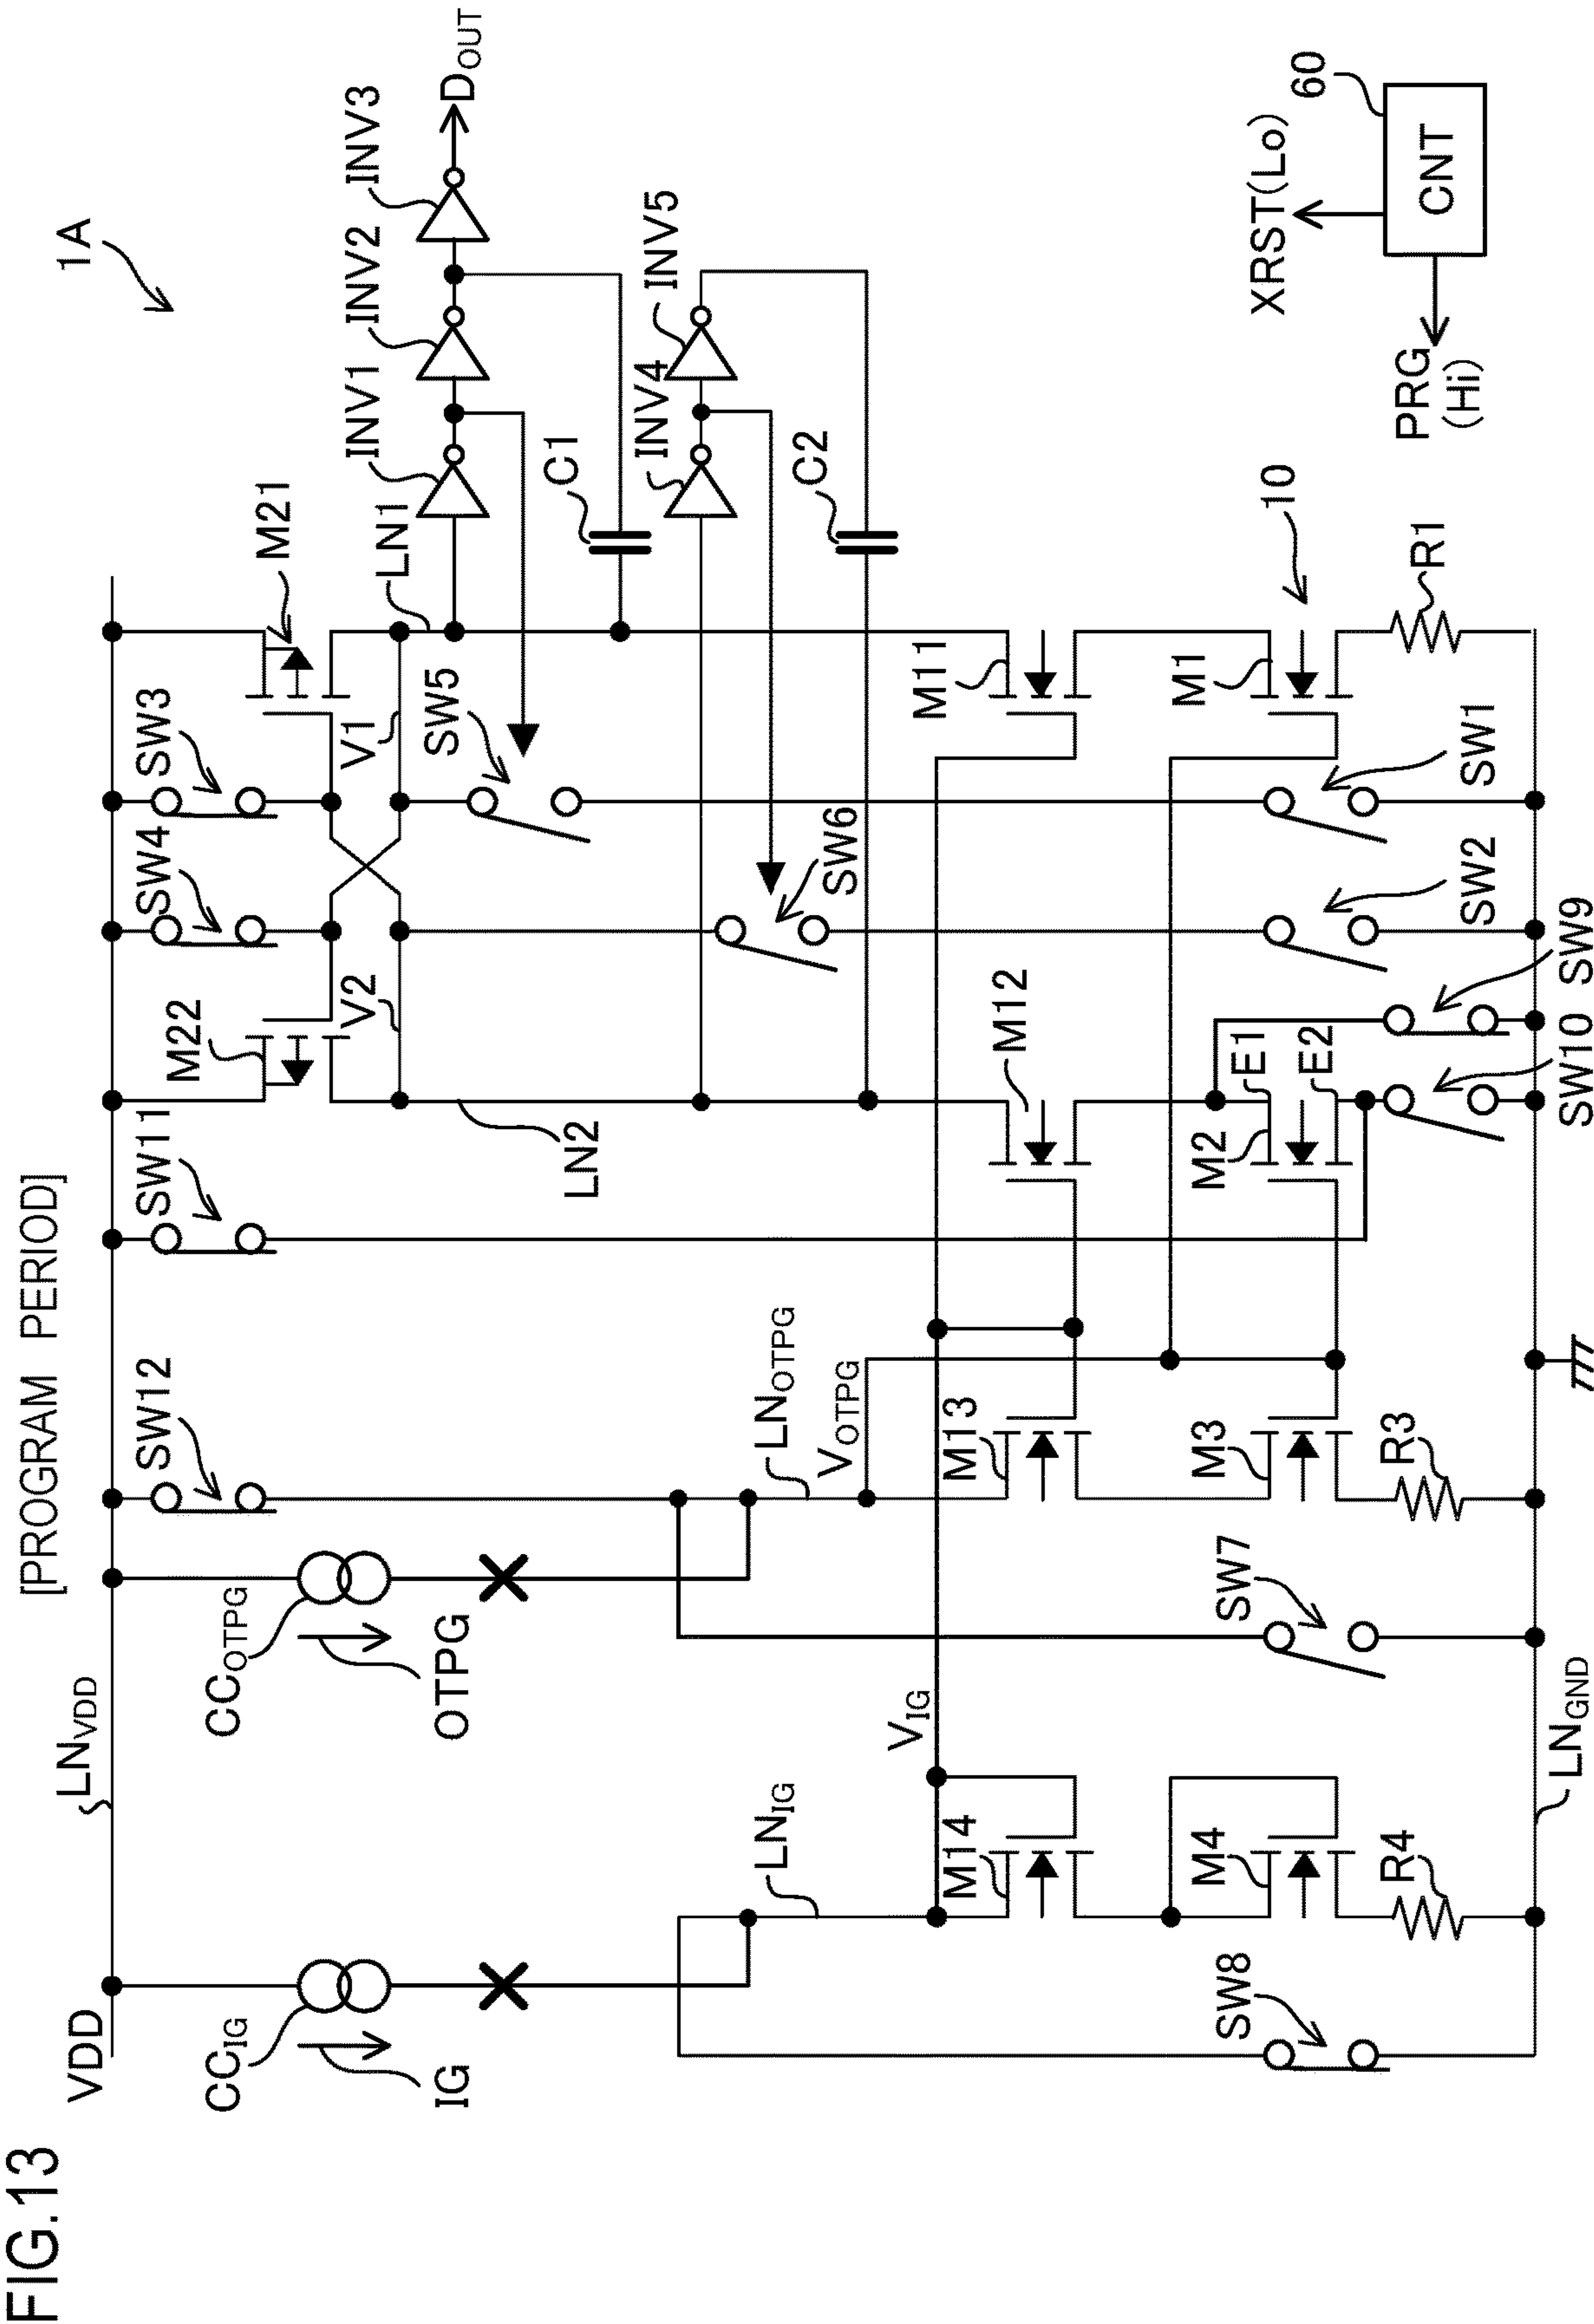 FIG.13
[PROGRAM PERIOD]
1A
VDD
LNVDD
CCIG
IG
CCOTPG
OTPG
SW12
SW11
M22
SW4
SW3
M21
V2
V1
LN1
INV1
INV2
INV3
DOUT
SW5
C1
INV4
INV5
SW6
C2
LN2
LNIG
LNOTPG
VOTPG
VIG
M14
M13
M12
M11
10
M4
M3
M2
E1
E2
M1
R4
R3
R1
SW8
SW7
SW10
SW9
SW2
SW1
LNGND
XRST(Lo)
60
CNT
PRG
(Hi)